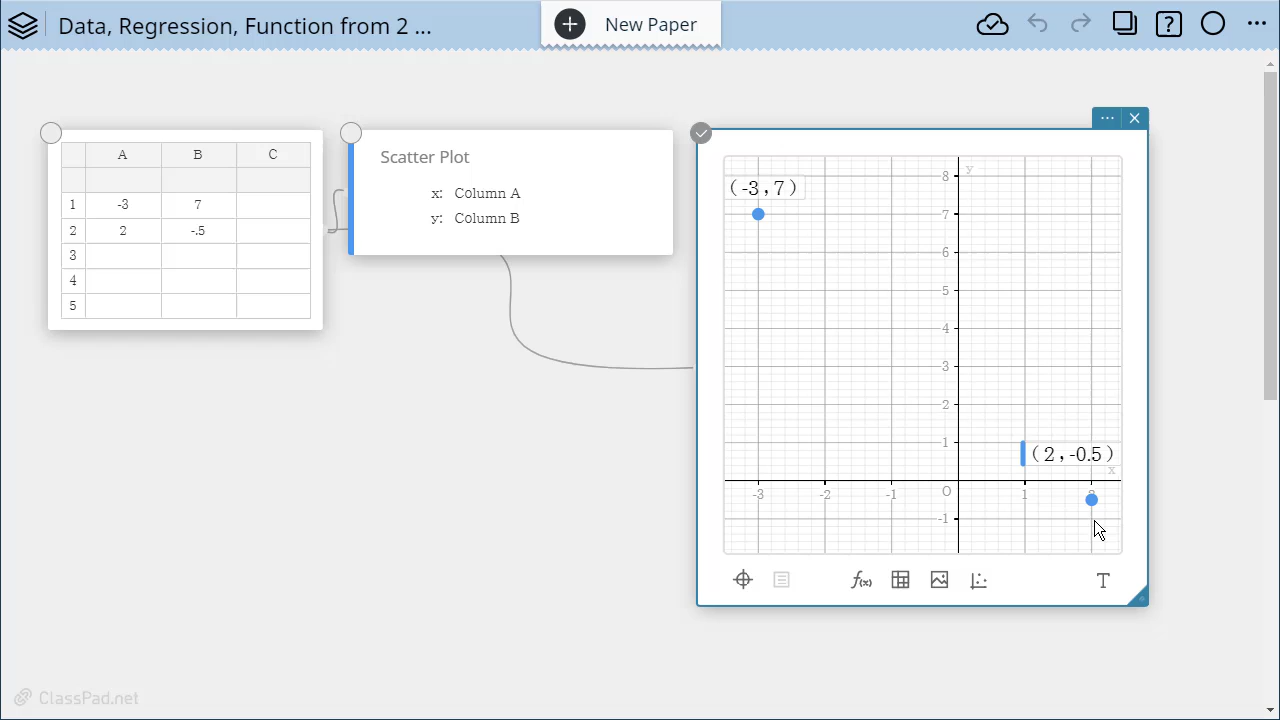 Data, Regression, Function from 2 ...
New Paper
A B C
1 -3 7
2 2 -.5
3
4
5
Scatter Plot
x: Column A
y: Column B
y
8
(-3,7)
7
6
5
4
3
2
1
(2,-0.5)
x
-3 -2 -1 O 1 2
-1
f(x)
T
ClassPad.net